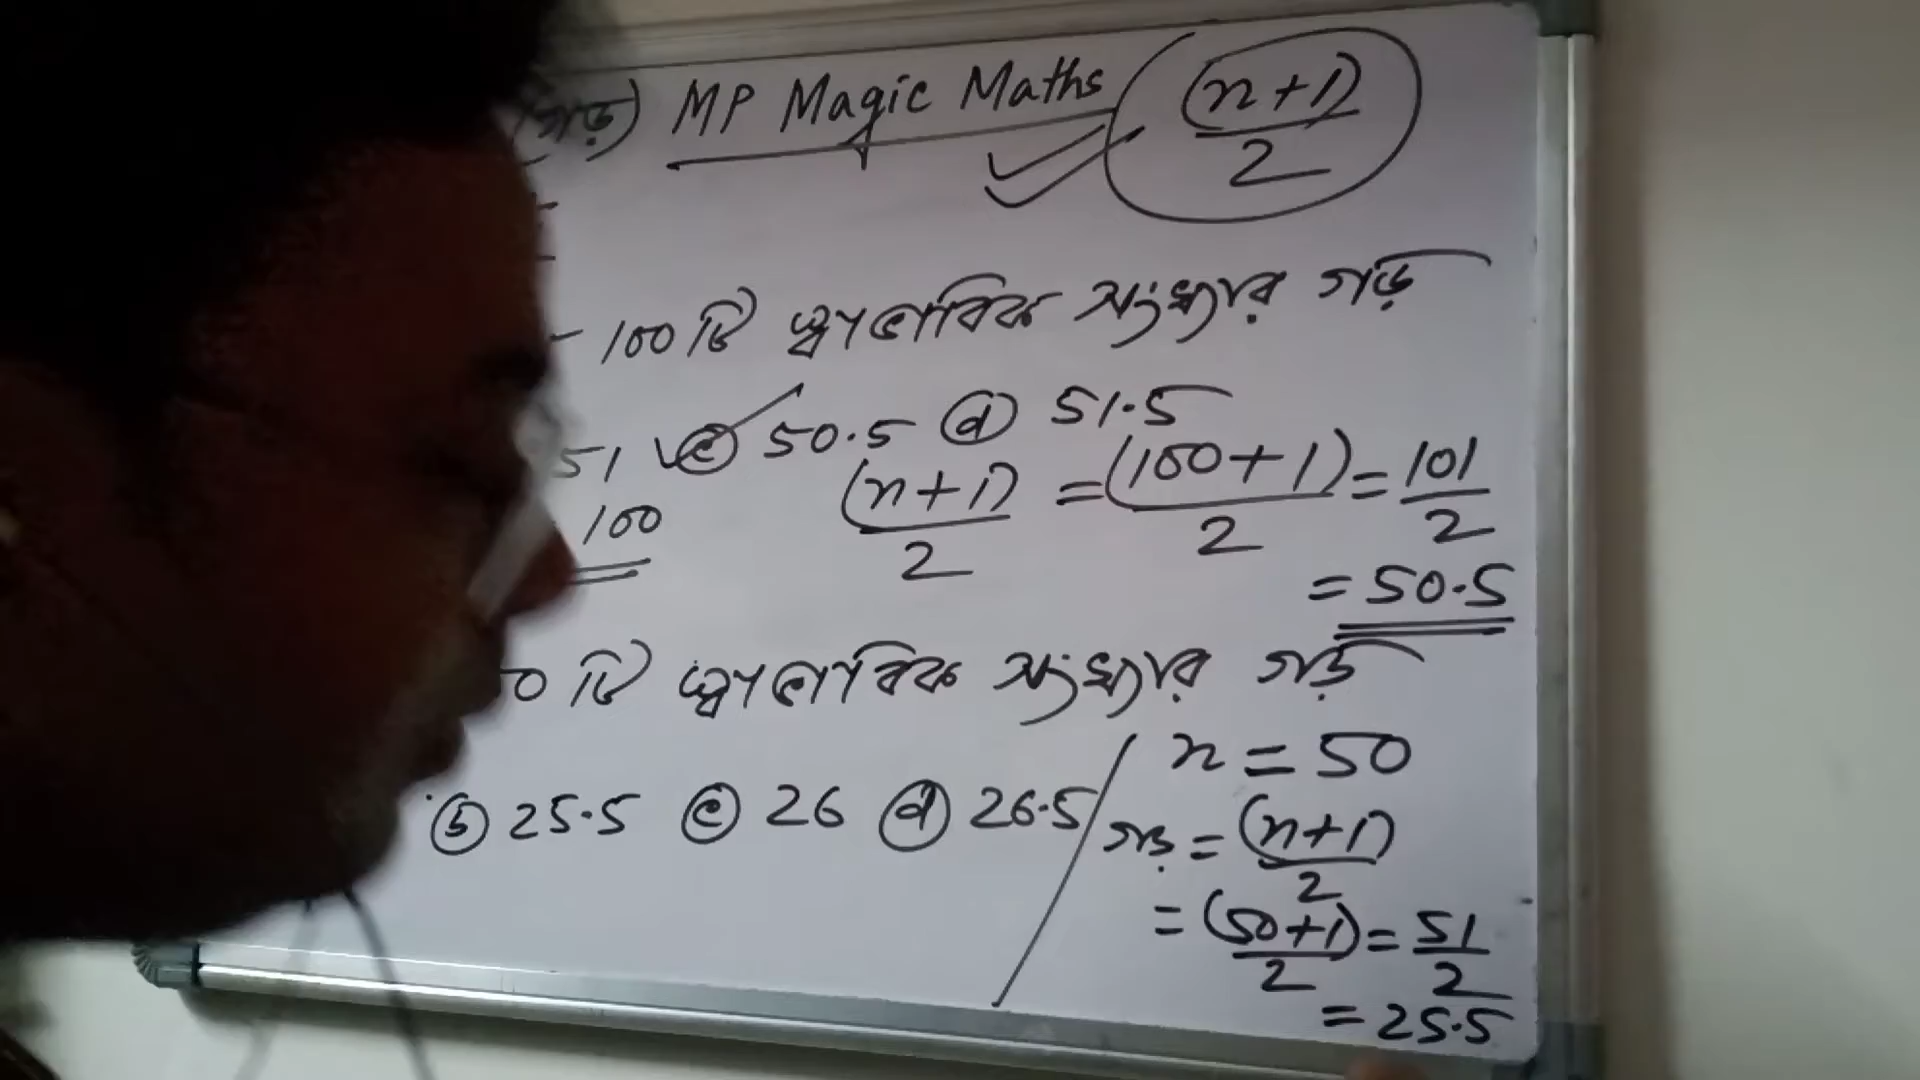 (গড়) MP Magic Maths (n+1)/2
100 টি স্বাভাবিক সংখ্যার গড়
51 ⓒ 50.5 ⓓ 51.5
100 (n+1)/2 = (100+1)/2 = 101/2
= 50.5
0 টি স্বাভাবিক সংখ্যার গড়
ⓑ 25.5 ⓒ 26 ⓓ 26.5
n = 50
গড় = (n+1)/2
= (50+1)/2 = 51/2
= 25.5